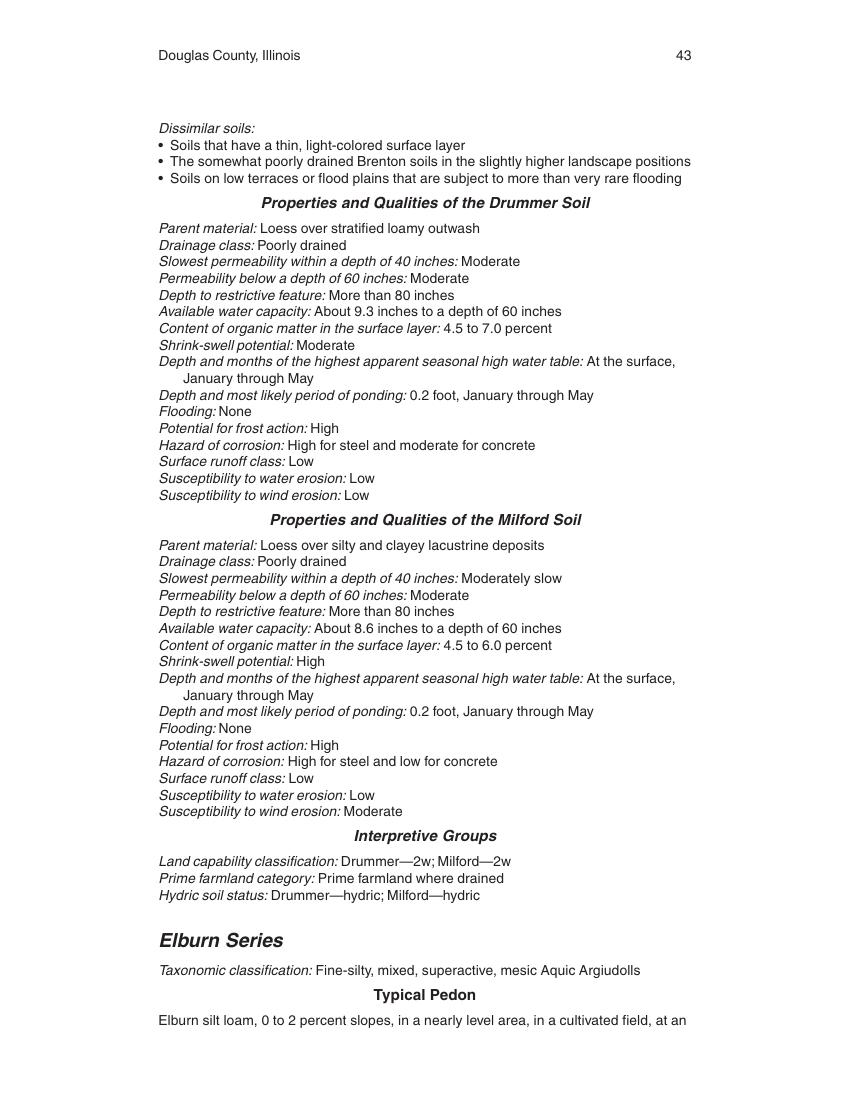 Douglas County, Illinois 43
Dissimilar soils:
• Soils that have a thin, light-colored surface layer
• The somewhat poorly drained Brenton soils in the slightly higher landscape positions
• Soils on low terraces or flood plains that are subject to more than very rare flooding
Properties and Qualities of the Drummer Soil
Parent material: Loess over stratified loamy outwash
Drainage class: Poorly drained
Slowest permeability within a depth of 40 inches: Moderate
Permeability below a depth of 60 inches: Moderate
Depth to restrictive feature: More than 80 inches
Available water capacity: About 9.3 inches to a depth of 60 inches
Content of organic matter in the surface layer: 4.5 to 7.0 percent
Shrink-swell potential: Moderate
Depth and months of the highest apparent seasonal high water table: At the surface,
January through May
Depth and most likely period of ponding: 0.2 foot, January through May
Flooding: None
Potential for frost action: High
Hazard of corrosion: High for steel and moderate for concrete
Surface runoff class: Low
Susceptibility to water erosion: Low
Susceptibility to wind erosion: Low
Properties and Qualities of the Milford Soil
Parent material: Loess over silty and clayey lacustrine deposits
Drainage class: Poorly drained
Slowest permeability within a depth of 40 inches: Moderately slow
Permeability below a depth of 60 inches: Moderate
Depth to restrictive feature: More than 80 inches
Available water capacity: About 8.6 inches to a depth of 60 inches
Content of organic matter in the surface layer: 4.5 to 6.0 percent
Shrink-swell potential: High
Depth and months of the highest apparent seasonal high water table: At the surface,
January through May
Depth and most likely period of ponding: 0.2 foot, January through May
Flooding: None
Potential for frost action: High
Hazard of corrosion: High for steel and low for concrete
Surface runoff class: Low
Susceptibility to water erosion: Low
Susceptibility to wind erosion: Moderate
Interpretive Groups
Land capability classification: Drummer—2w; Milford—2w
Prime farmland category: Prime farmland where drained
Hydric soil status: Drummer—hydric; Milford—hydric
Elburn Series
Taxonomic classification: Fine-silty, mixed, superactive, mesic Aquic Argiudolls
Typical Pedon
Elburn silt loam, 0 to 2 percent slopes, in a nearly level area, in a cultivated field, at an